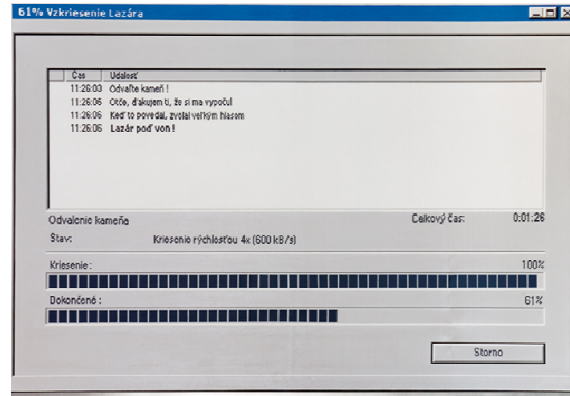 61% Vzkriesenie Lazára
Čas Udalosť
11:26:03 Odvaľte kameň !
11:26:06 Otče, ďakujem ti, že si ma vypočul
11:26:06 Keď to povedal, zvolal veľkým hlasom
11:26:06 Lazár poď von !
Odvalenie kameňa Celkový čas: 0:01:26
Stav: Kriesenie rýchlosťou 4x (600 kB/s)
Kriesenie : 100%
Dokončené : 61%
Storno